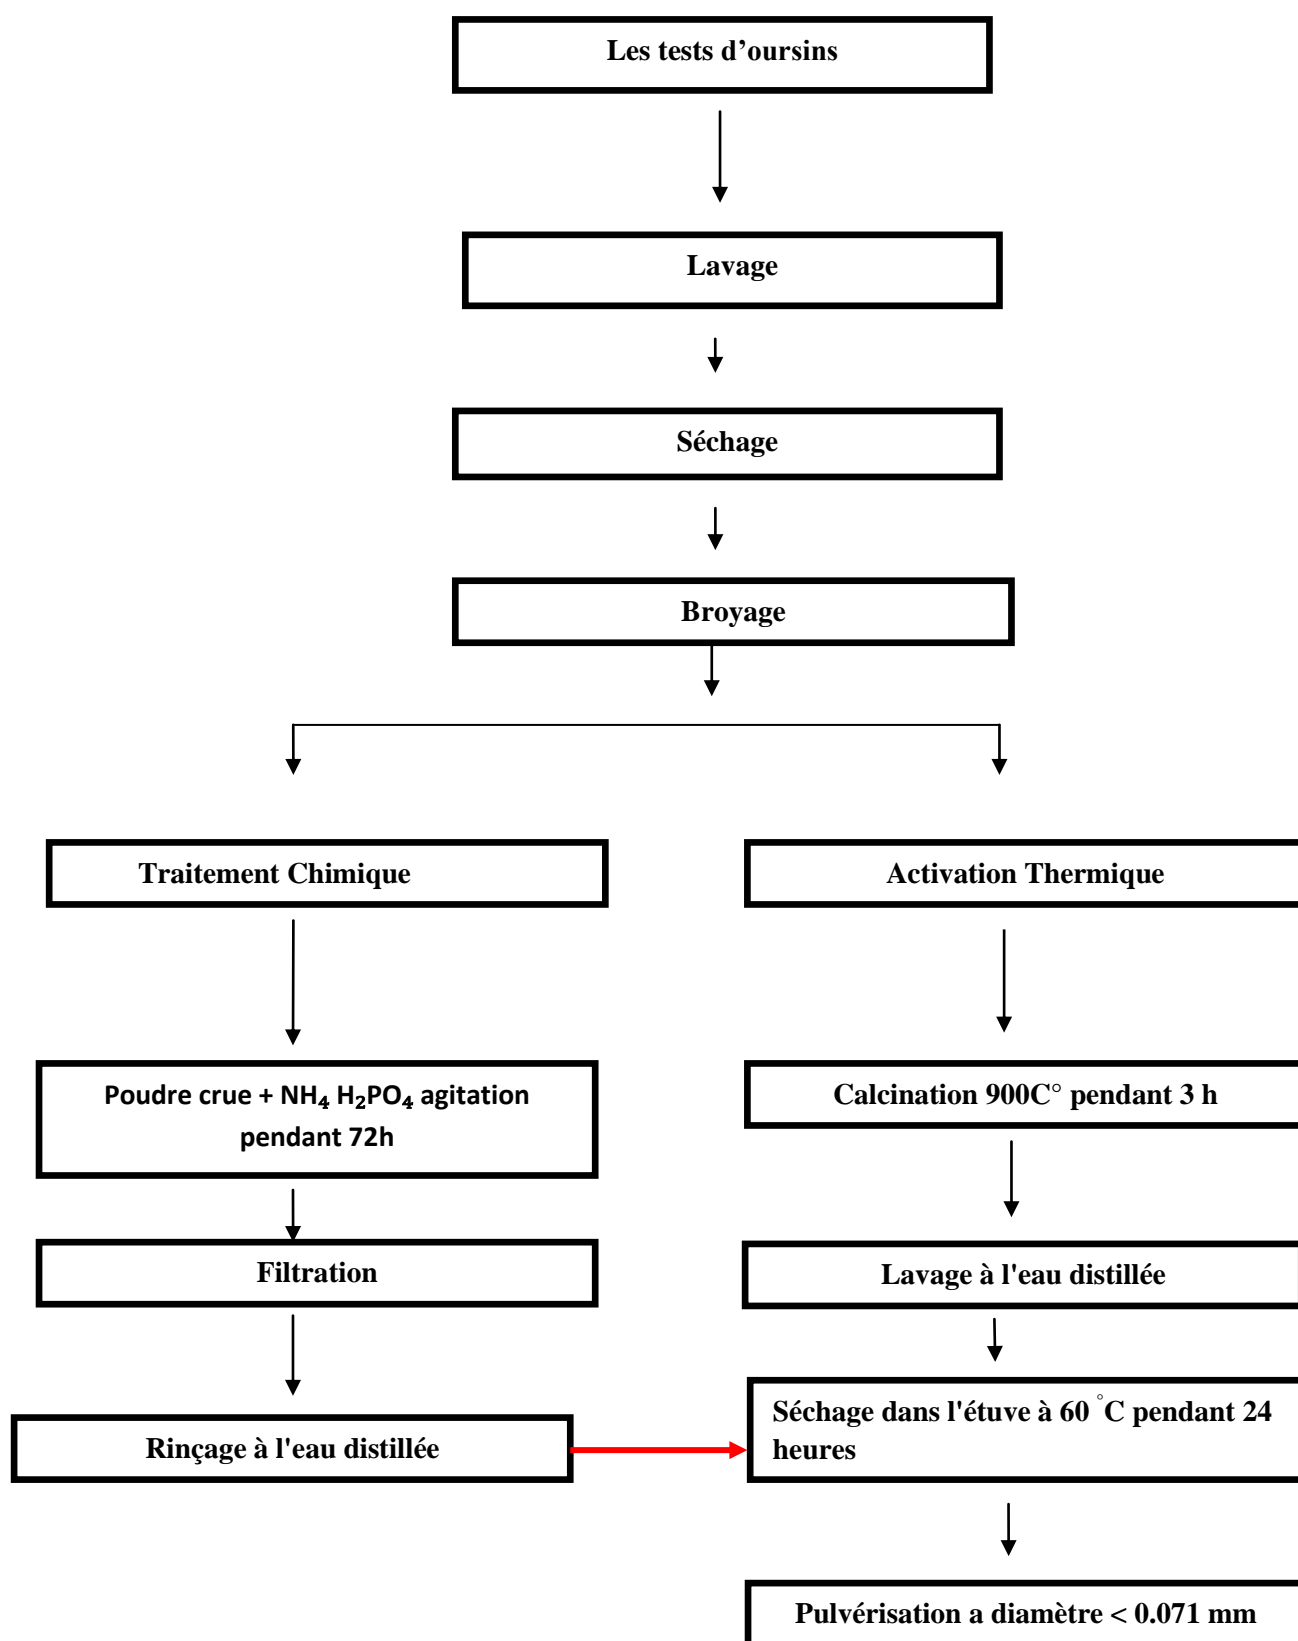 Les tests d’oursins
Lavage
Séchage
Broyage
Traitement Chimique
Activation Thermique
Poudre crue + NH₄ H₂PO₄ agitation
pendant 72h
Calcination 900C° pendant 3 h
Filtration
Lavage à l'eau distillée
Rinçage à l'eau distillée
Séchage dans l'étuve à 60 °C pendant 24
heures
Pulvérisation a diamètre < 0.071 mm